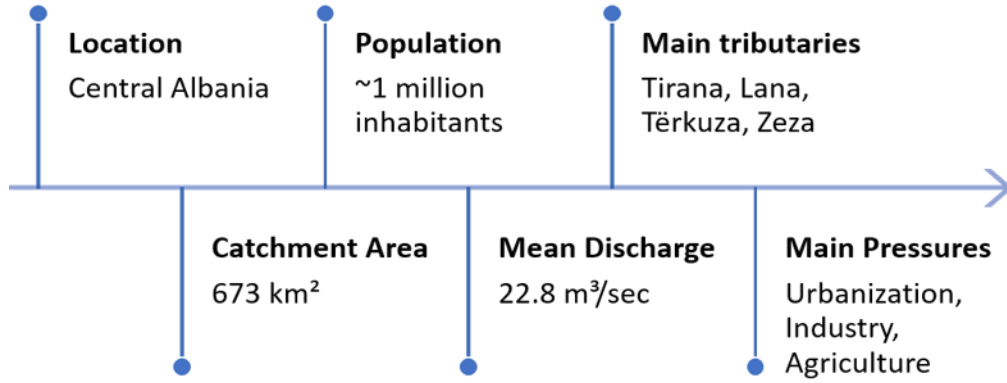 Location
Central Albania
Population
~1 million
inhabitants
Main tributaries
Tirana, Lana,
Tërkuza, Zeza
Catchment Area
673 km²
Mean Discharge
22.8 m³/sec
Main Pressures
Urbanization,
Industry,
Agriculture